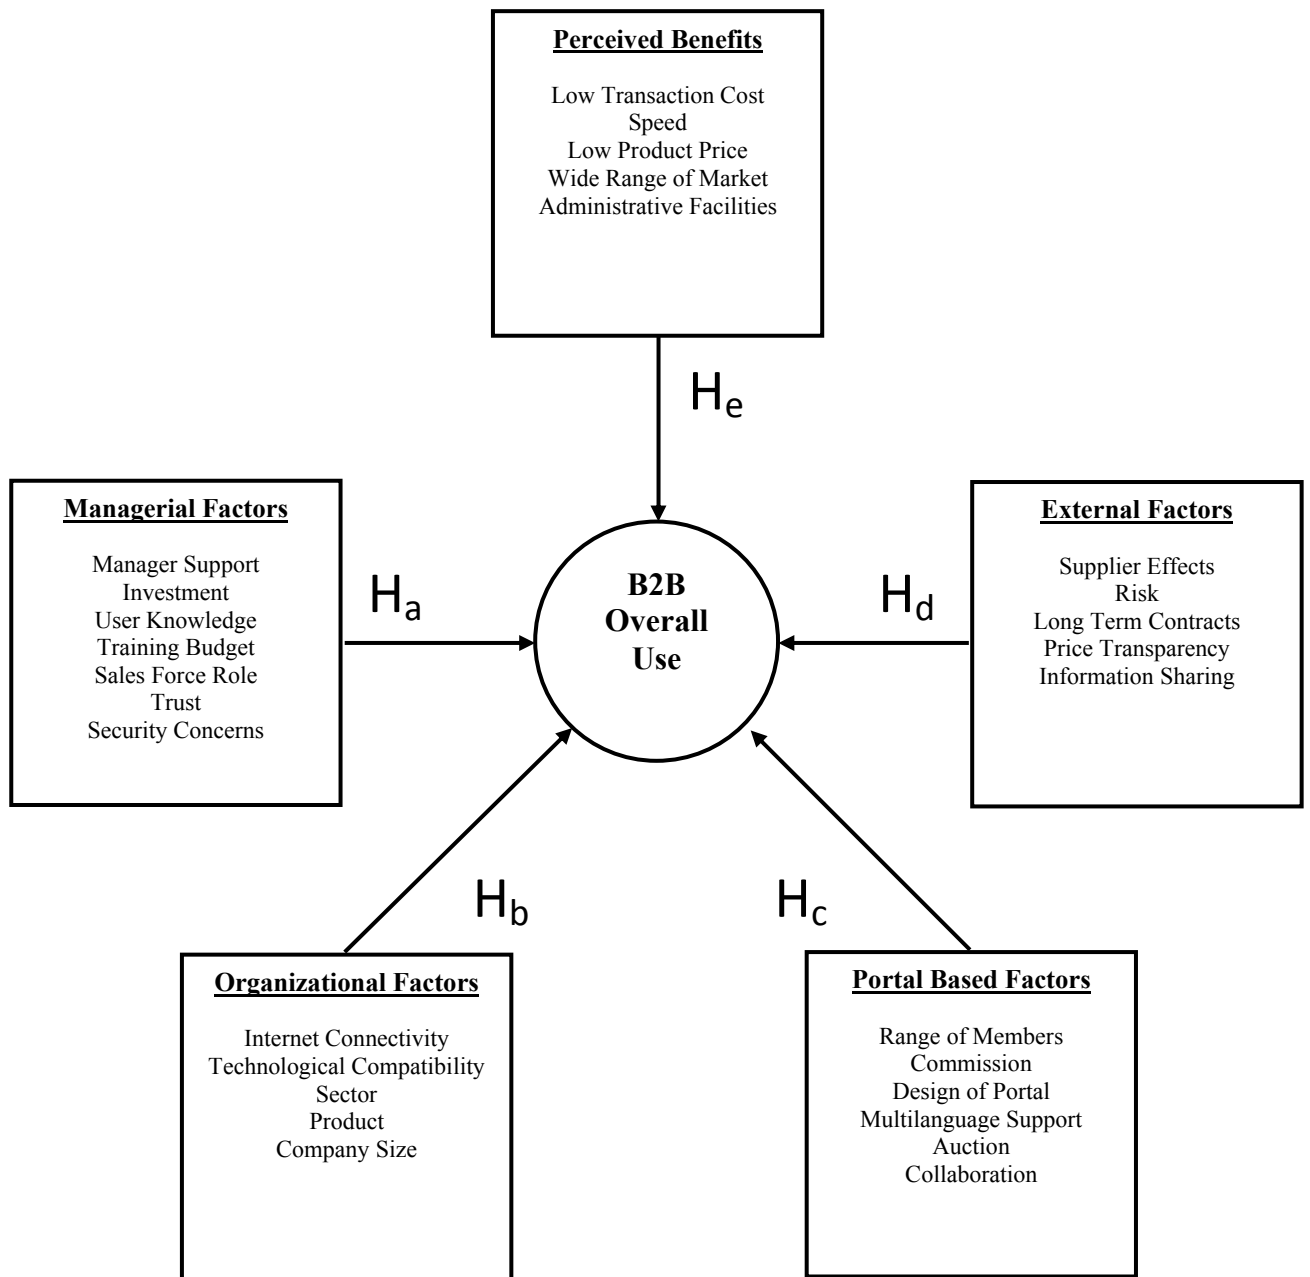 Perceived Benefits
Low Transaction Cost
Speed
Low Product Price
Wide Range of Market
Administrative Facilities
He
Managerial Factors
Manager Support
Investment
User Knowledge
Training Budget
Sales Force Role
Trust
Security Concerns
Ha
B2B
Overall
Use
Hd
External Factors
Supplier Effects
Risk
Long Term Contracts
Price Transparency
Information Sharing
Hb
Hc
Organizational Factors
Internet Connectivity
Technological Compatibility
Sector
Product
Company Size
Portal Based Factors
Range of Members
Commission
Design of Portal
Multilanguage Support
Auction
Collaboration